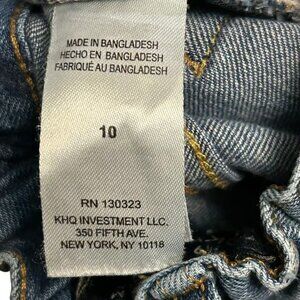 MADE IN BANGLADESH
HECHO EN BANGLADESH
FABRIQUÉ AU BANGLADESH
10
RN 130323
KHQ INVESTMENT LLC.
350 FIFTH AVE.
NEW YORK, NY 10118